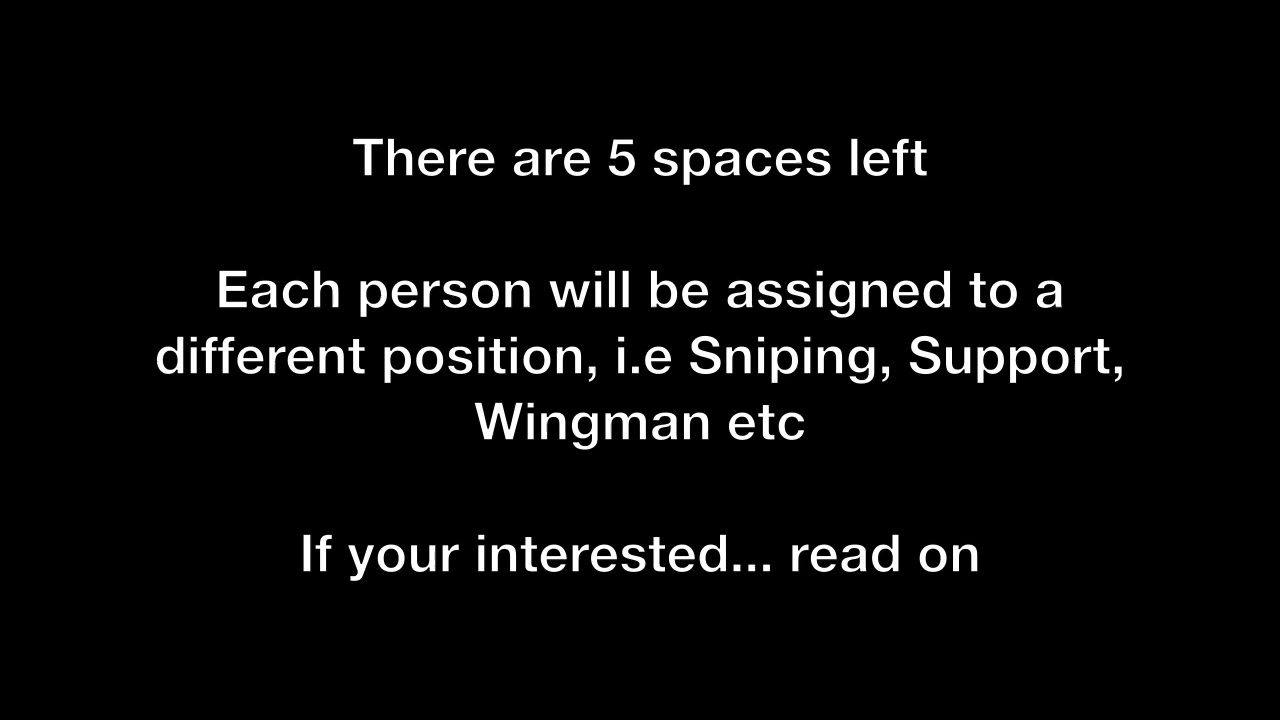 There are 5 spaces left
Each person will be assigned to a
different position, i.e Sniping, Support,
Wingman etc
If your interested... read on